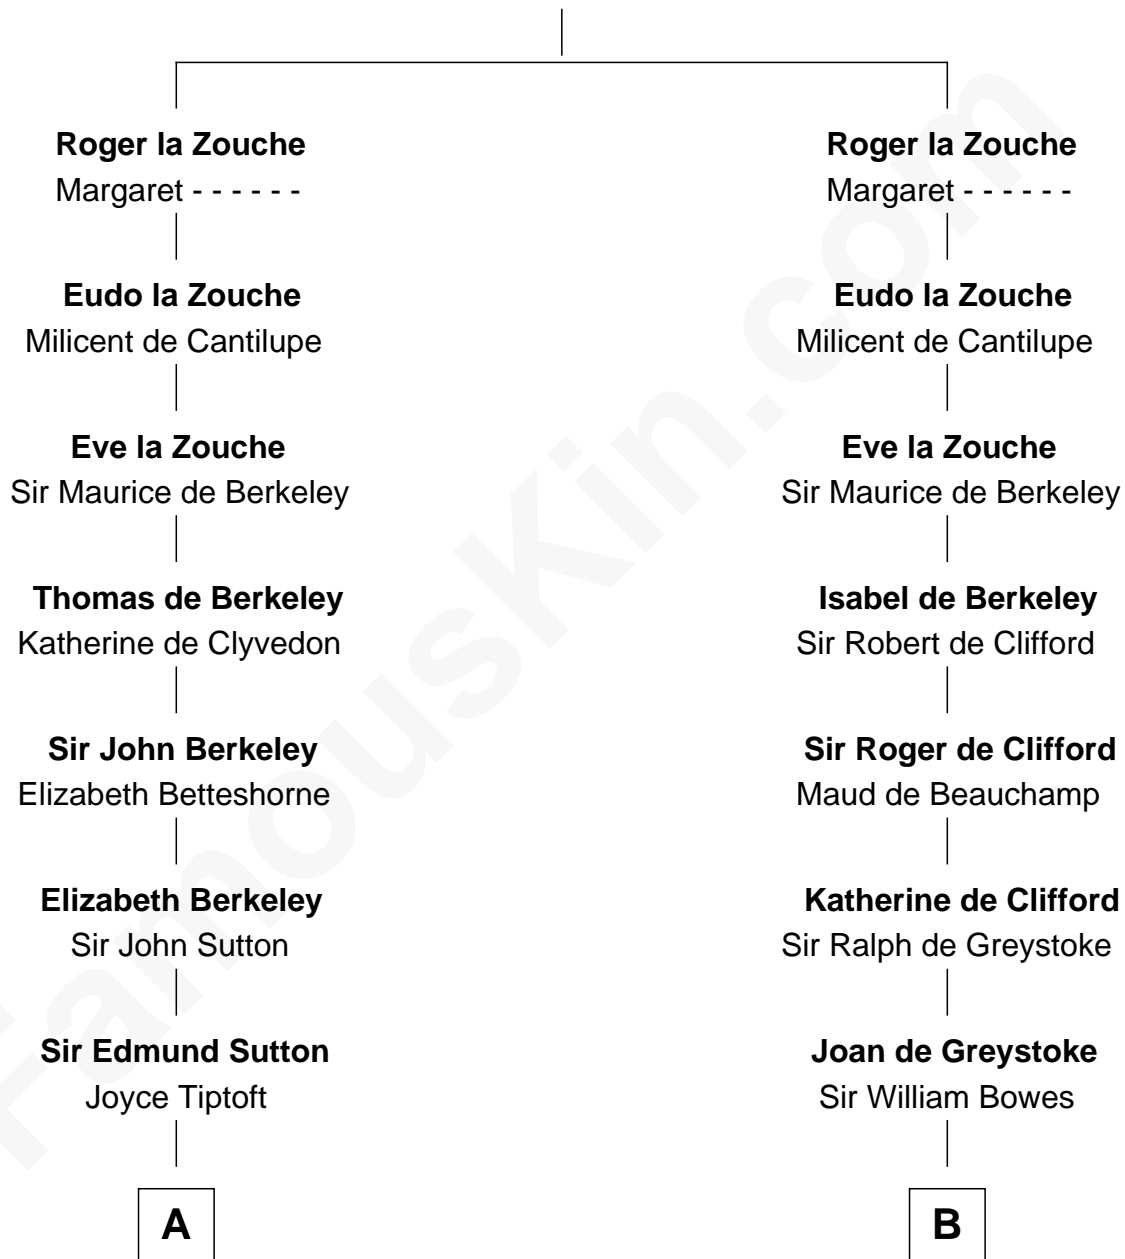 Roger la Zouche
Margaret - - - - - -
Eudo la Zouche
Milicent de Cantilupe
Eve la Zouche
Sir Maurice de Berkeley
Thomas de Berkeley
Katherine de Clyvedon
Sir John Berkeley
Elizabeth Betteshorne
Elizabeth Berkeley
Sir John Sutton
Sir Edmund Sutton
Joyce Tiptoft
A
Roger la Zouche
Margaret - - - - - -
Eudo la Zouche
Milicent de Cantilupe
Eve la Zouche
Sir Maurice de Berkeley
Isabel de Berkeley
Sir Robert de Clifford
Sir Roger de Clifford
Maud de Beauchamp
Katherine de Clifford
Sir Ralph de Greystoke
Joan de Greystoke
Sir William Bowes
B
FamousKin.com